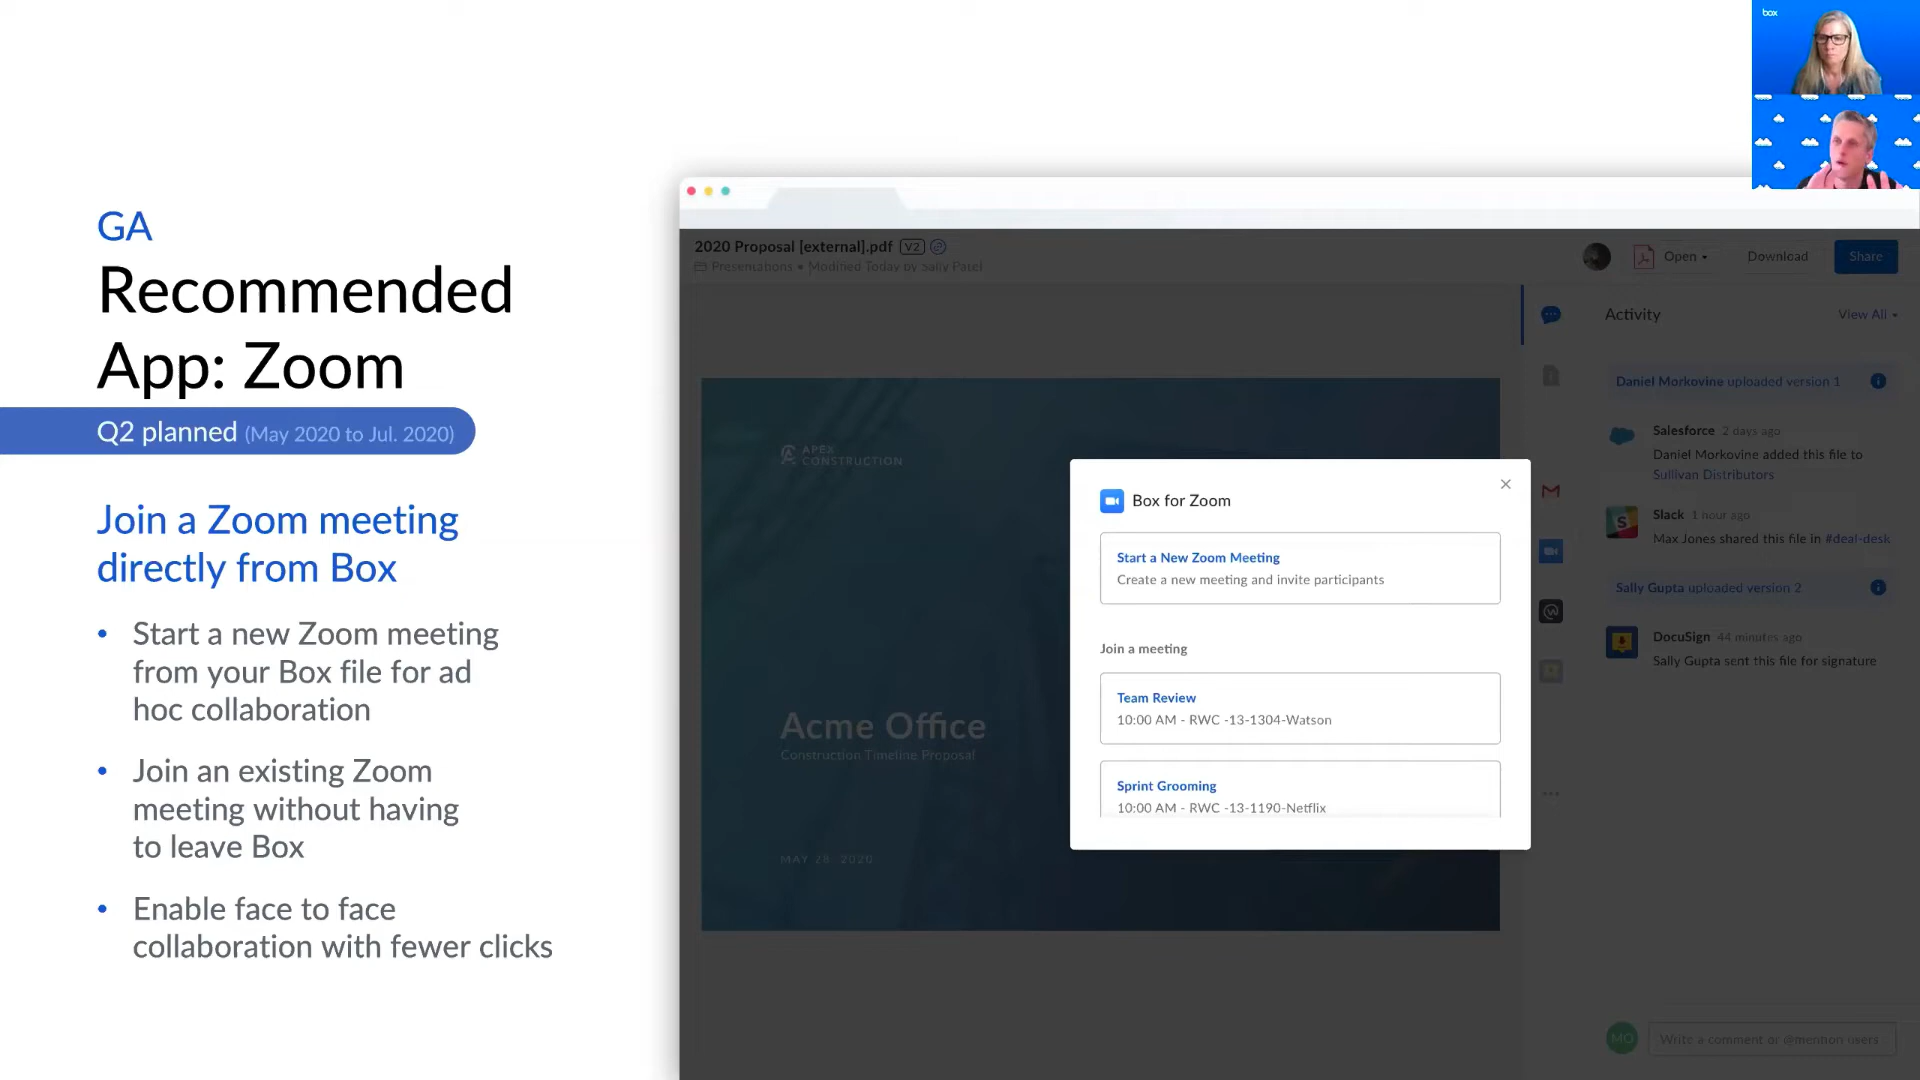 box
GA
Recommended
App: Zoom
Q2 planned (May 2020 to Jul. 2020)
Join a Zoom meeting
directly from Box
• Start a new Zoom meeting
from your Box file for ad
hoc collaboration
• Join an existing Zoom
meeting without having
to leave Box
• Enable face to face
collaboration with fewer clicks
2020 Proposal [external].pdf V2
Presentations • Modified Today by Sally Patel
Open
Download
Share
APEX
CONSTRUCTION
Acme Office
Construction Timeline Proposal
MAY 28, 2020
Box for Zoom
Start a New Zoom Meeting
Create a new meeting and invite participants
Join a meeting
Team Review
10:00 AM - RWC -13-1304-Watson
Sprint Grooming
10:00 AM - RWC -13-1190-Netflix
Activity
View All
Daniel Morkovine uploaded version 1
Salesforce 2 days ago
Daniel Morkovine added this file to
Sullivan Distributors
Slack 1 hour ago
Max Jones shared this file in #deal-desk
Sally Gupta uploaded version 2
DocuSign 44 minutes ago
Sally Gupta sent this file for signature
MO
Write a comment or @mention users